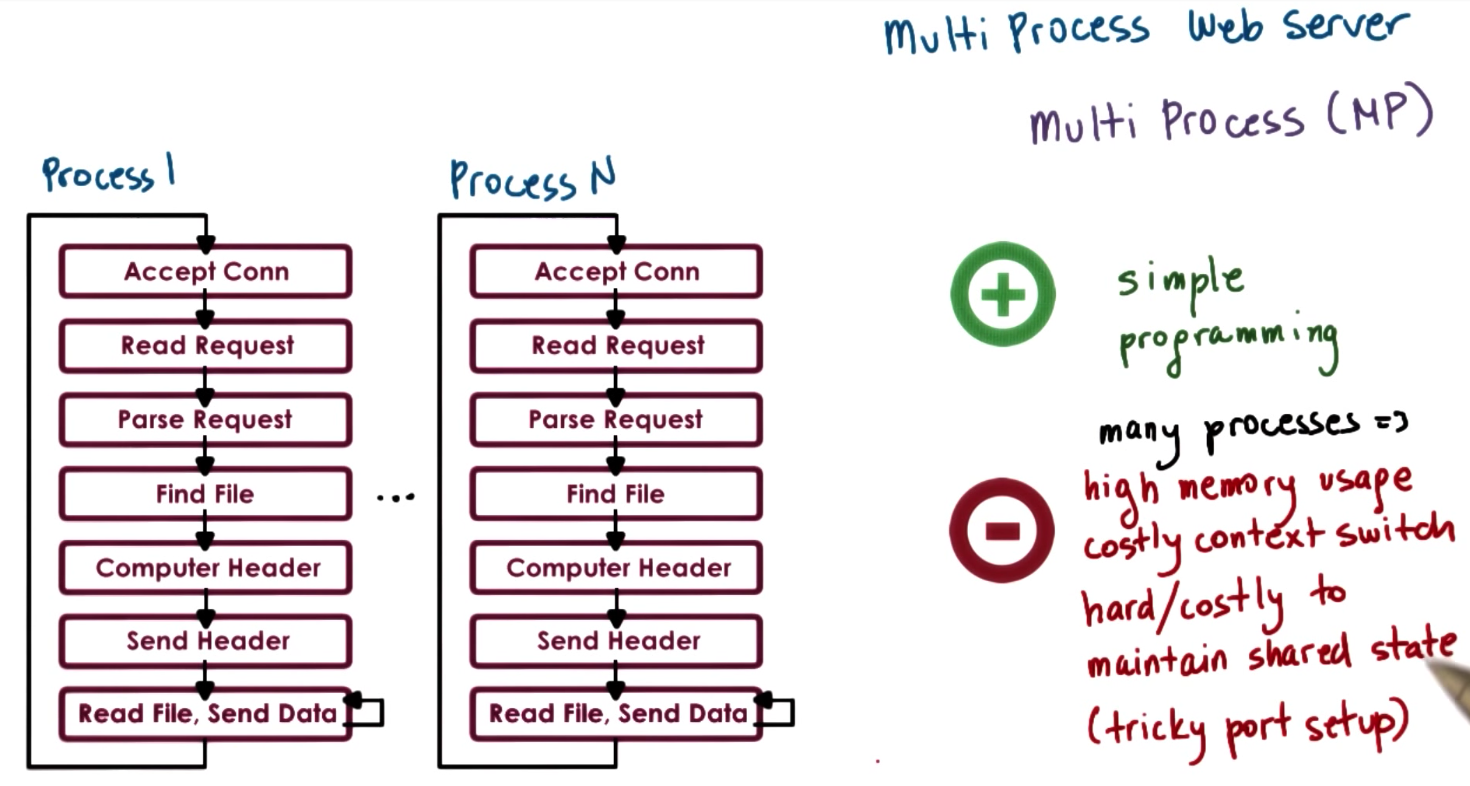 Multi Process Web Server
Multi Process (MP)
Process 1
Accept Conn
Read Request
Parse Request
Find File
Computer Header
Send Header
Read File, Send Data
...
Process N
Accept Conn
Read Request
Parse Request
Find File
Computer Header
Send Header
Read File, Send Data
+
simple
programming
many processes =>
-
high memory usage
costly context switch
hard/costly to
maintain shared state
(tricky port setup)